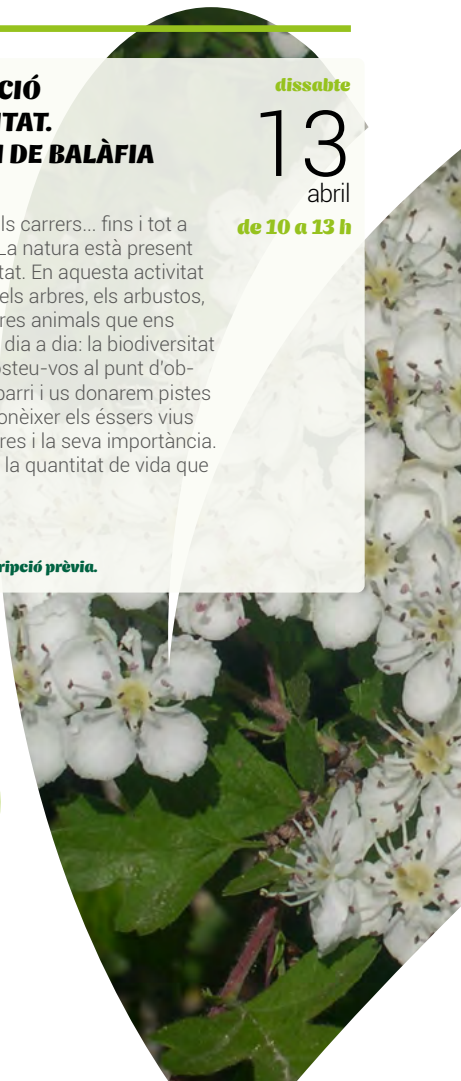 CIÓ
TAT.
I DE BALÀFIA
dissabte
13
abril
de 10 a 13 h
ls carrers... fins i tot a
La natura està present
tat. En aquesta activitat
els arbres, els arbustos,
res animals que ens
dia a dia: la biodiversitat
osteu-vos al punt d'ob-
barri i us donarem pistes
onèixer els éssers vius
res i la seva importància.
la quantitat de vida que
ripció prèvia.